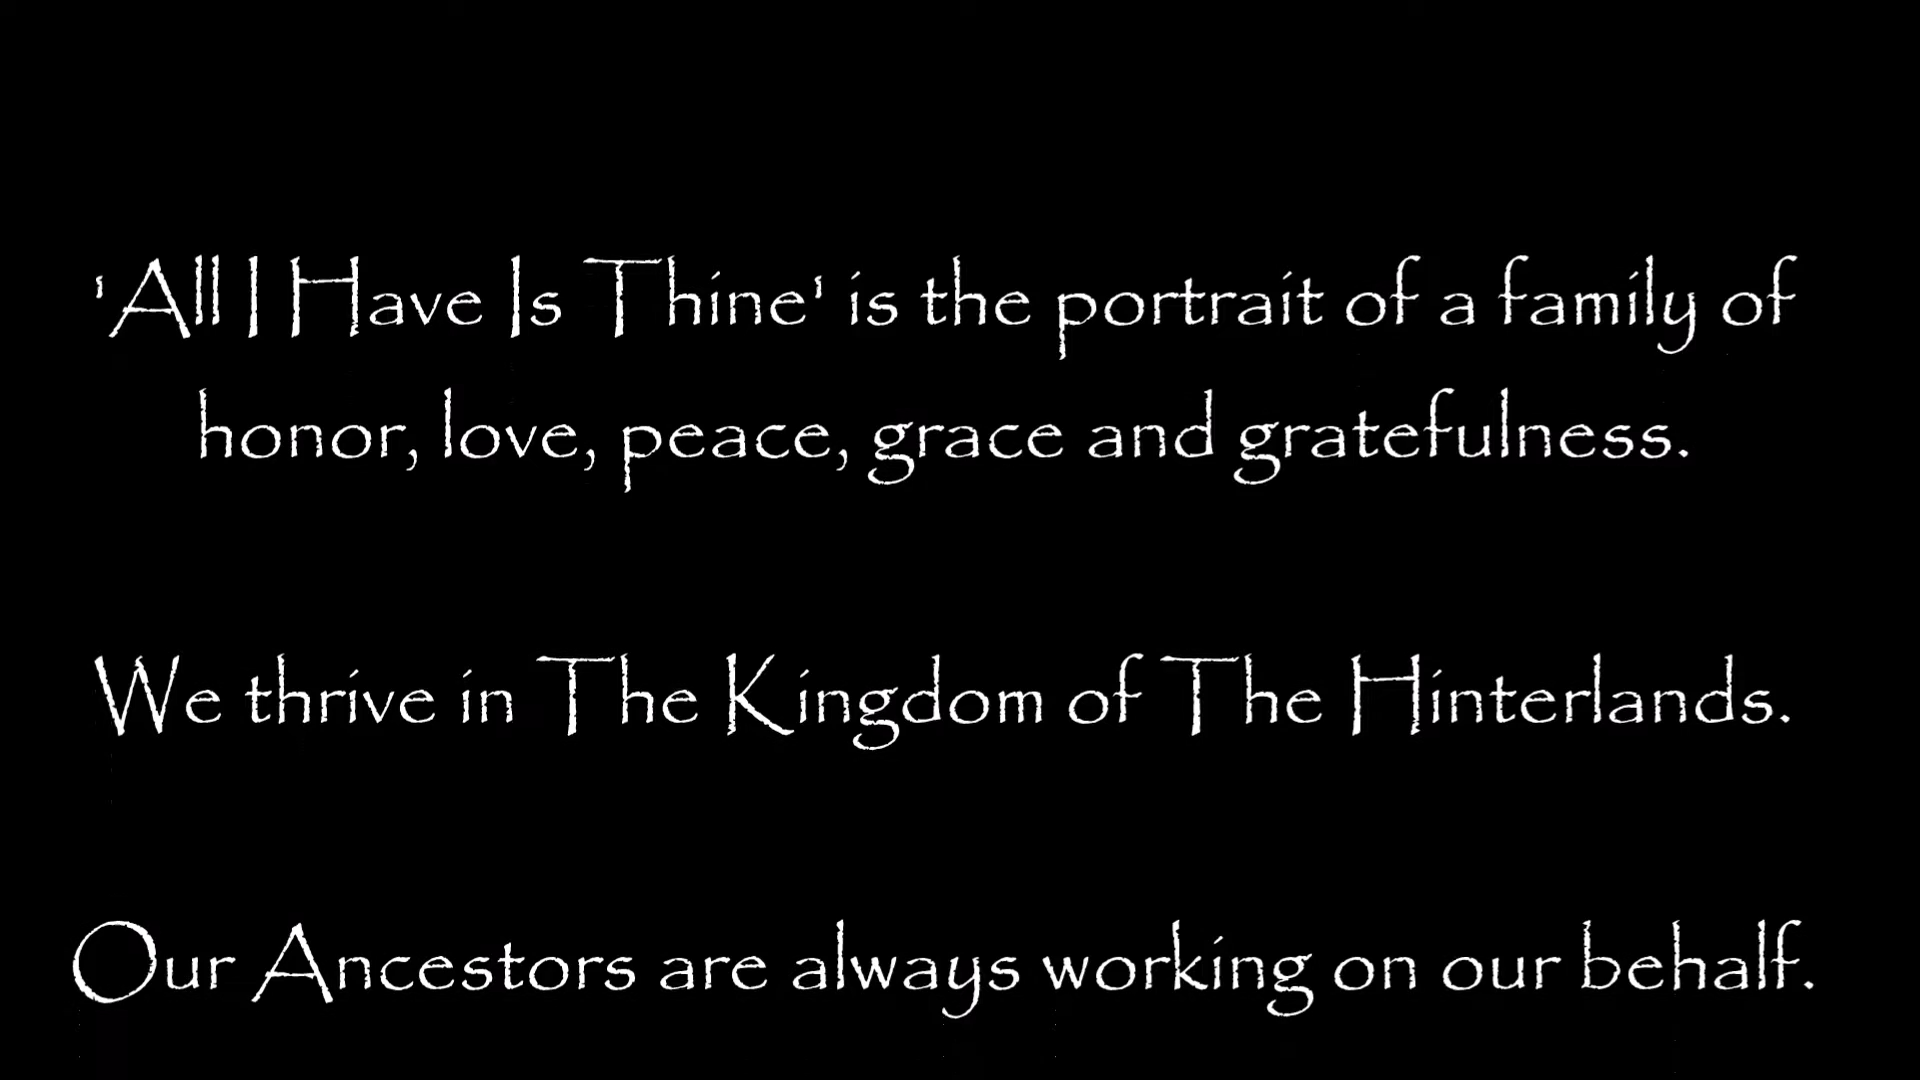 'All I Have Is Thine' is the portrait of a family of
honor, love, peace, grace and gratefulness.
We thrive in The Kingdom of The Hinterlands.
Our Ancestors are always working on our behalf.